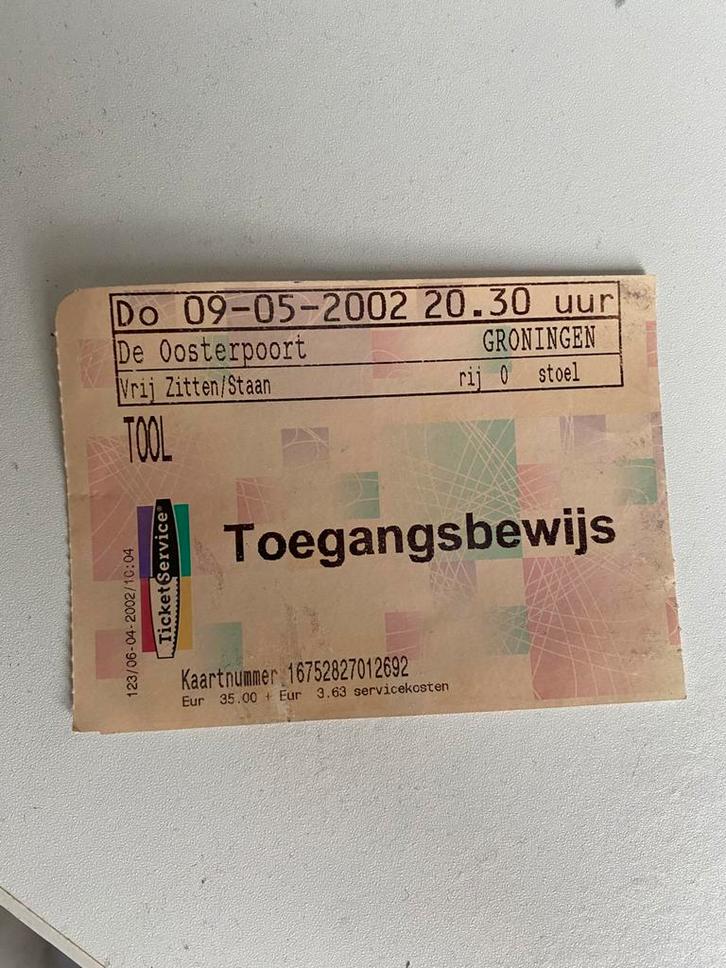 Do 09-05-2002 20.30 uur
De Oosterpoort GRONINGEN
Vrij Zitten/Staan rij 0 stoel
TOOL
Toegangsbewijs
TicketService®
123/06-04-2002/10:04
Kaartnummer 16752827012692
Eur 35.00 + Eur 3.63 servicekosten